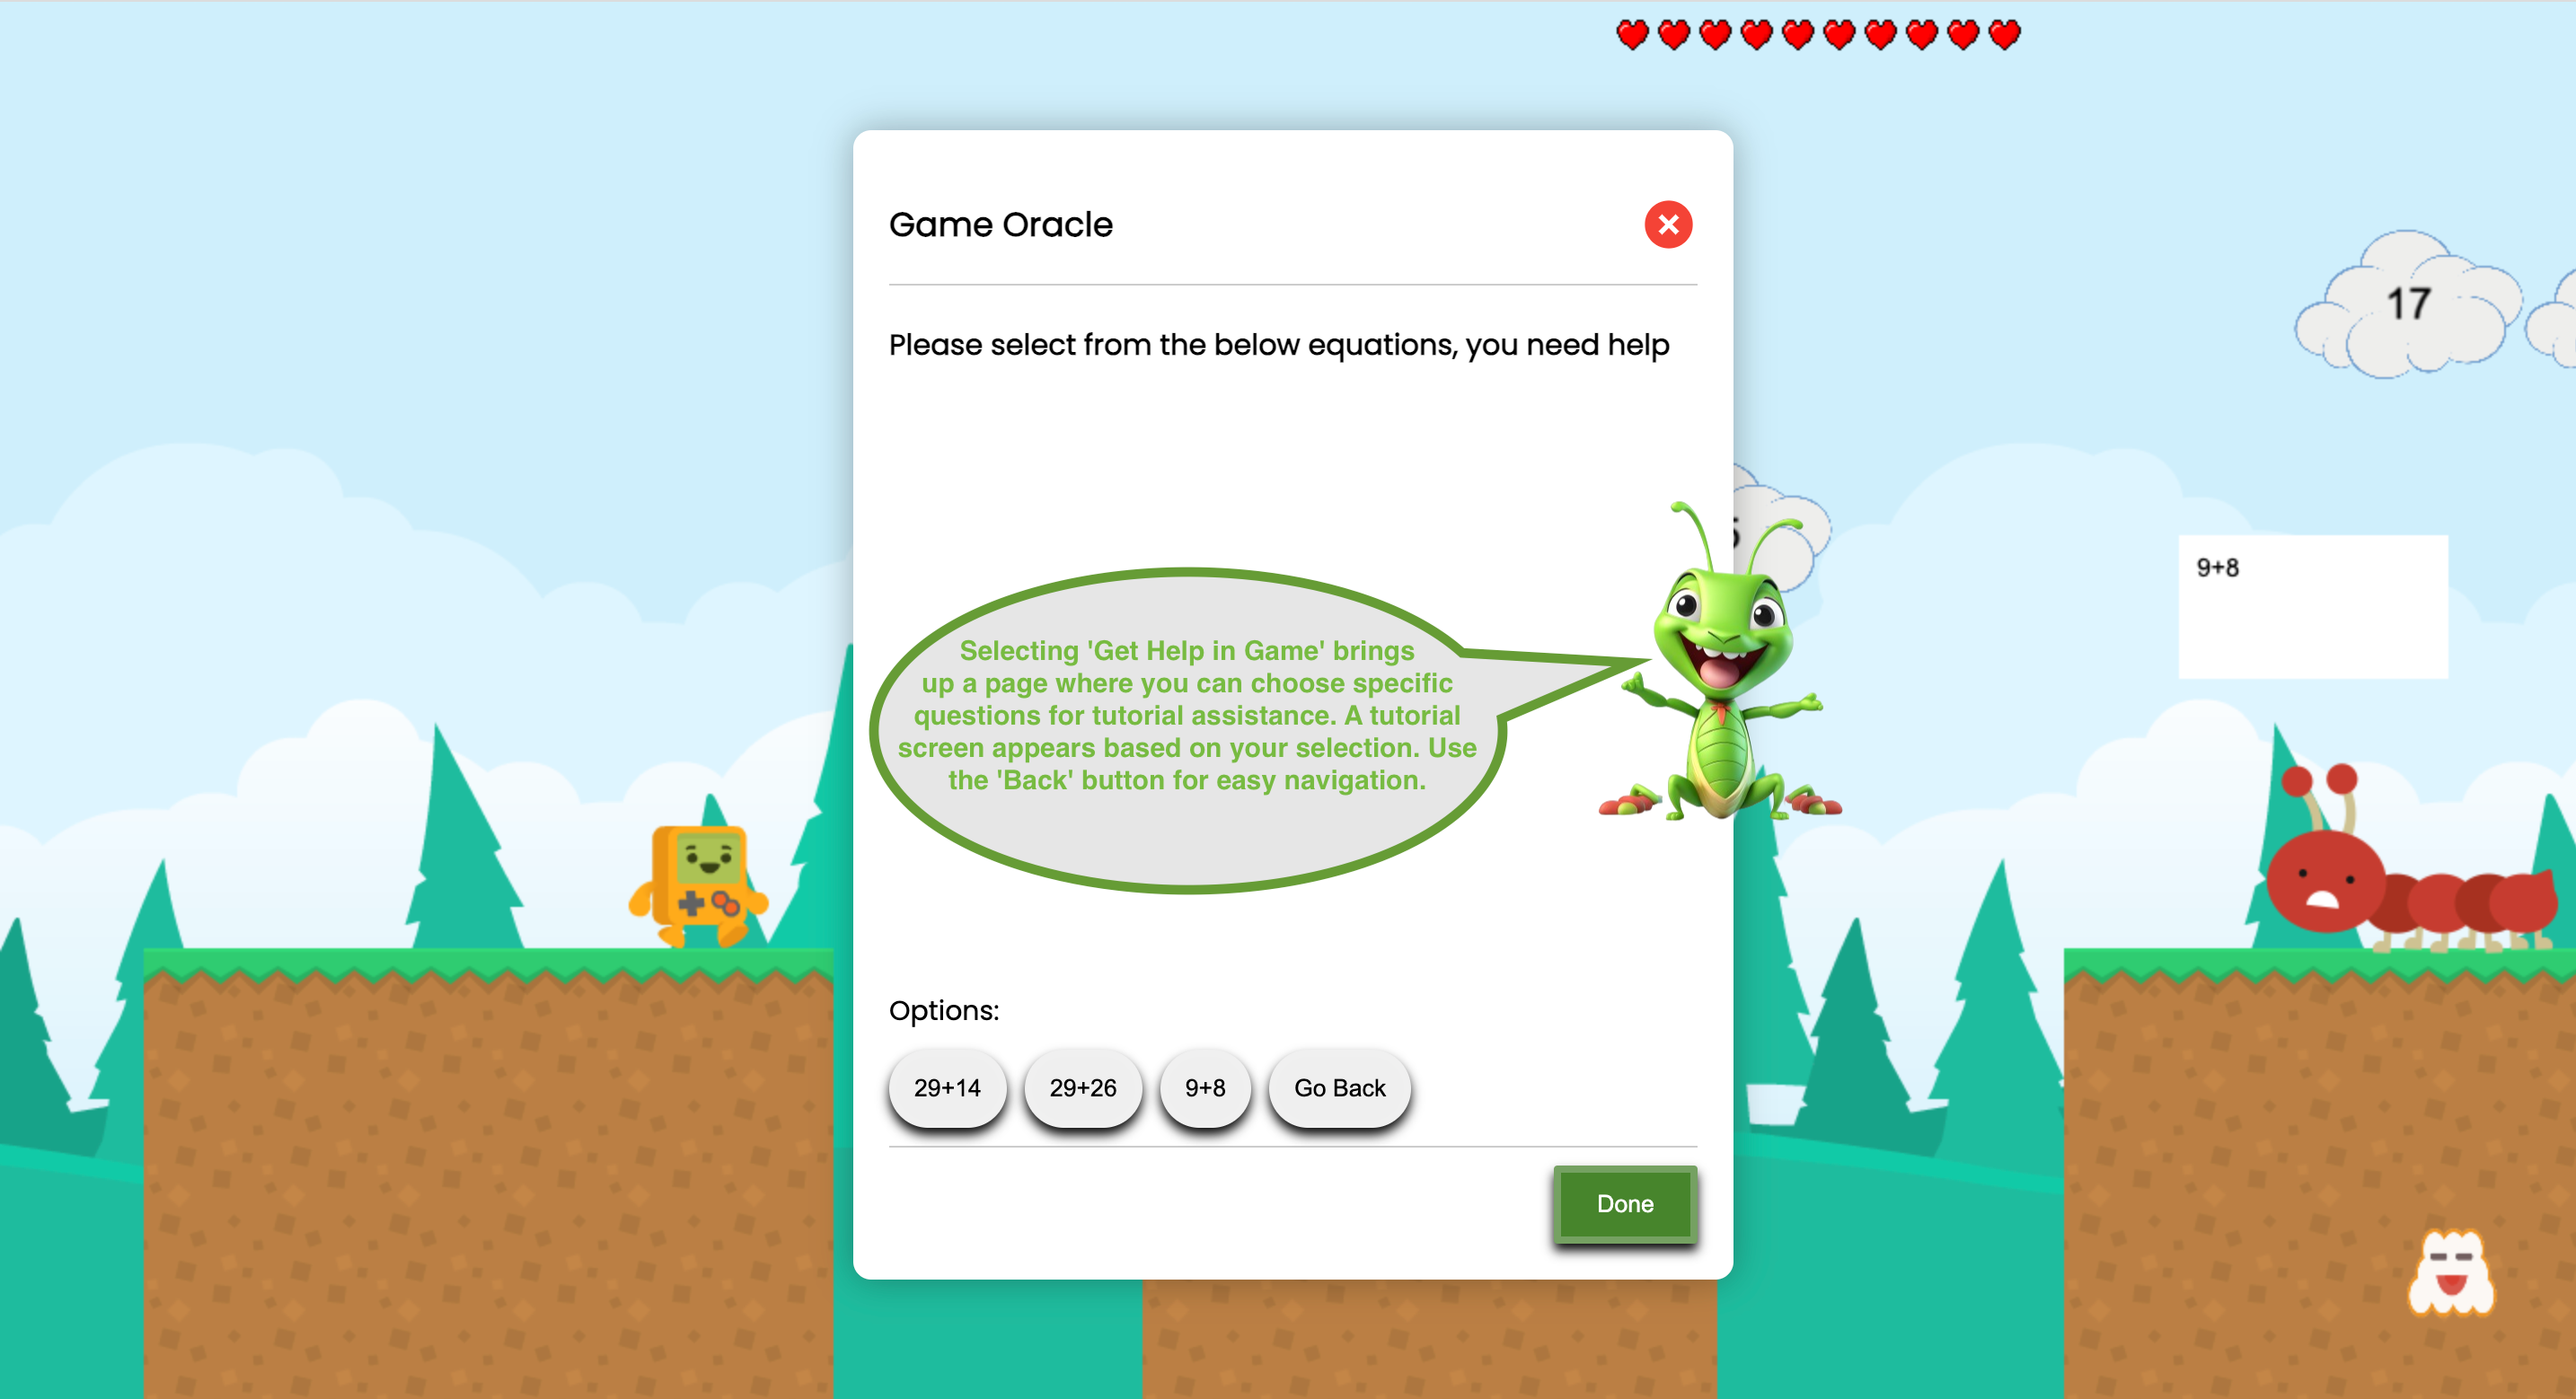 Game Oracle
Please select from the below equations, you need help
17
9+8
Selecting 'Get Help in Game' brings
up a page where you can choose specific
questions for tutorial assistance. A tutorial
screen appears based on your selection. Use
the 'Back' button for easy navigation.
Options:
29+14
29+26
9+8
Go Back
Done